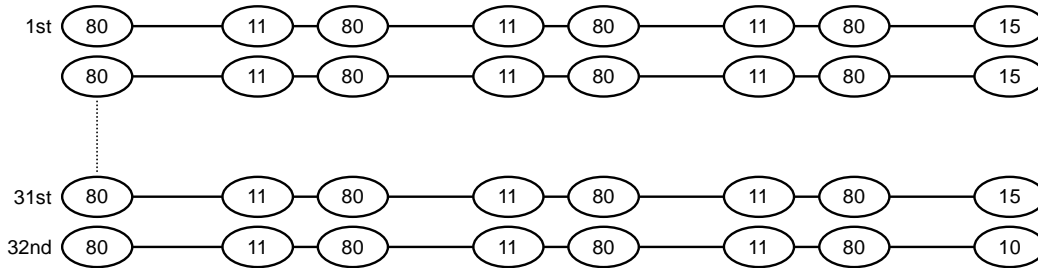 1st 80 11 80 11 80 11 80 15
80 11 80 11 80 11 80 15
31st 80 11 80 11 80 11 80 15
32nd 80 11 80 11 80 11 80 10